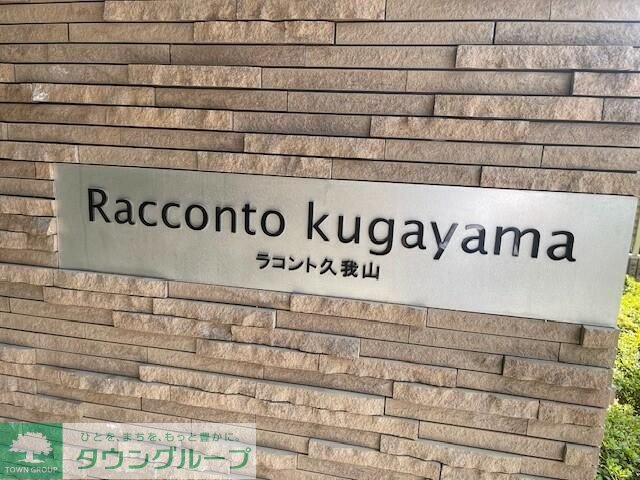 Racconto kugayama
ラコント久我山
ひとを、まちを、もっと豊かに。
TOWN GROUP
タウングループ